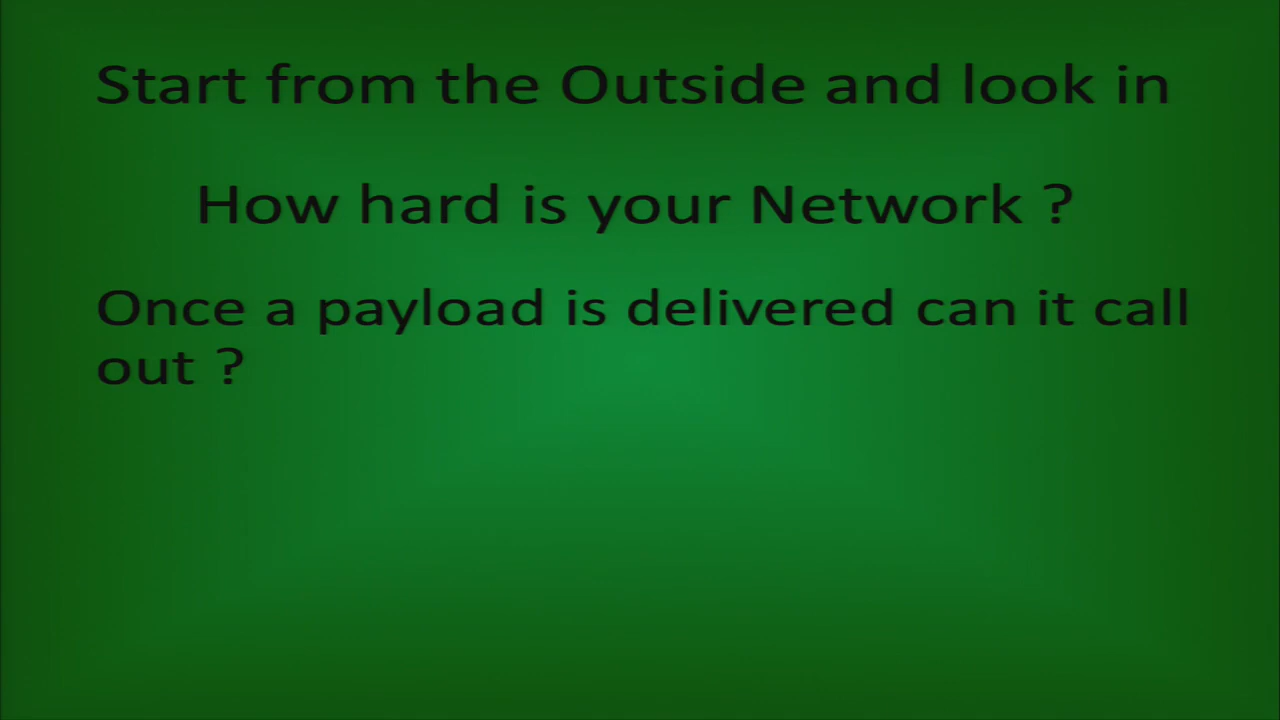 Start from the Outside and look in
How hard is your Network ?
Once a payload is delivered can it call
out ?